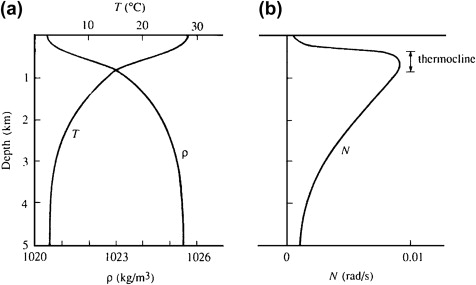 (a)
T (°C)
0 10 20 30
Depth (km)
1
2
3
4
5
T
ρ
1020 1023 1026
ρ (kg/m3)
(b)
thermocline
N
0 0.01
N (rad/s)